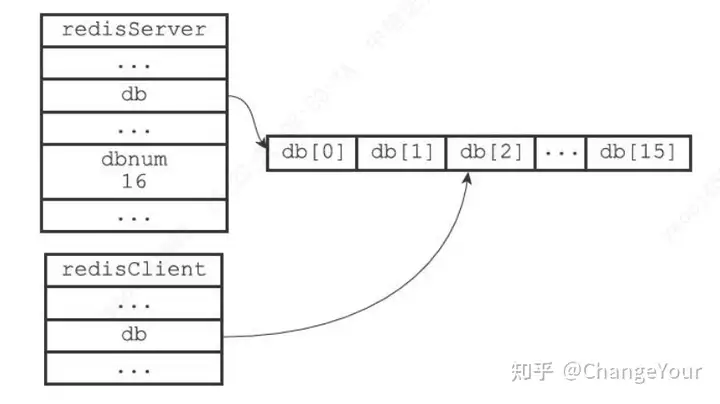 redisServer
...
db
...
dbnum
16
...
db[0] db[1] db[2] ... db[15]
redisClient
...
db
...
知乎 @ChangeYour